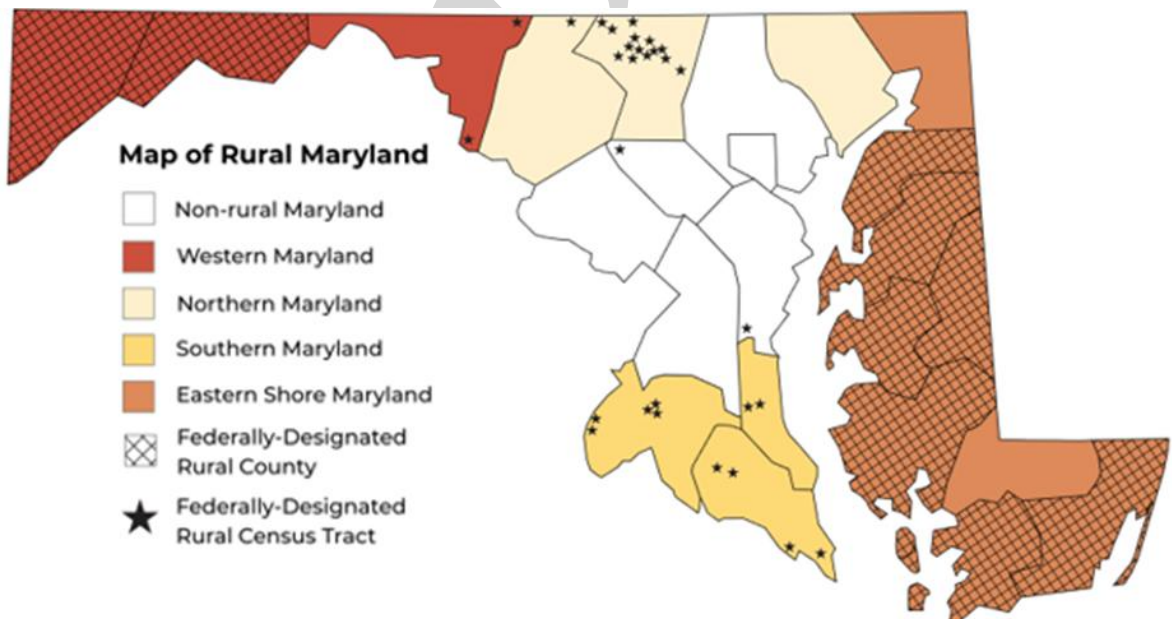 Map of Rural Maryland
Non-rural Maryland
Western Maryland
Northern Maryland
Southern Maryland
Eastern Shore Maryland
Federally-Designated
Rural County
Federally-Designated
Rural Census Tract